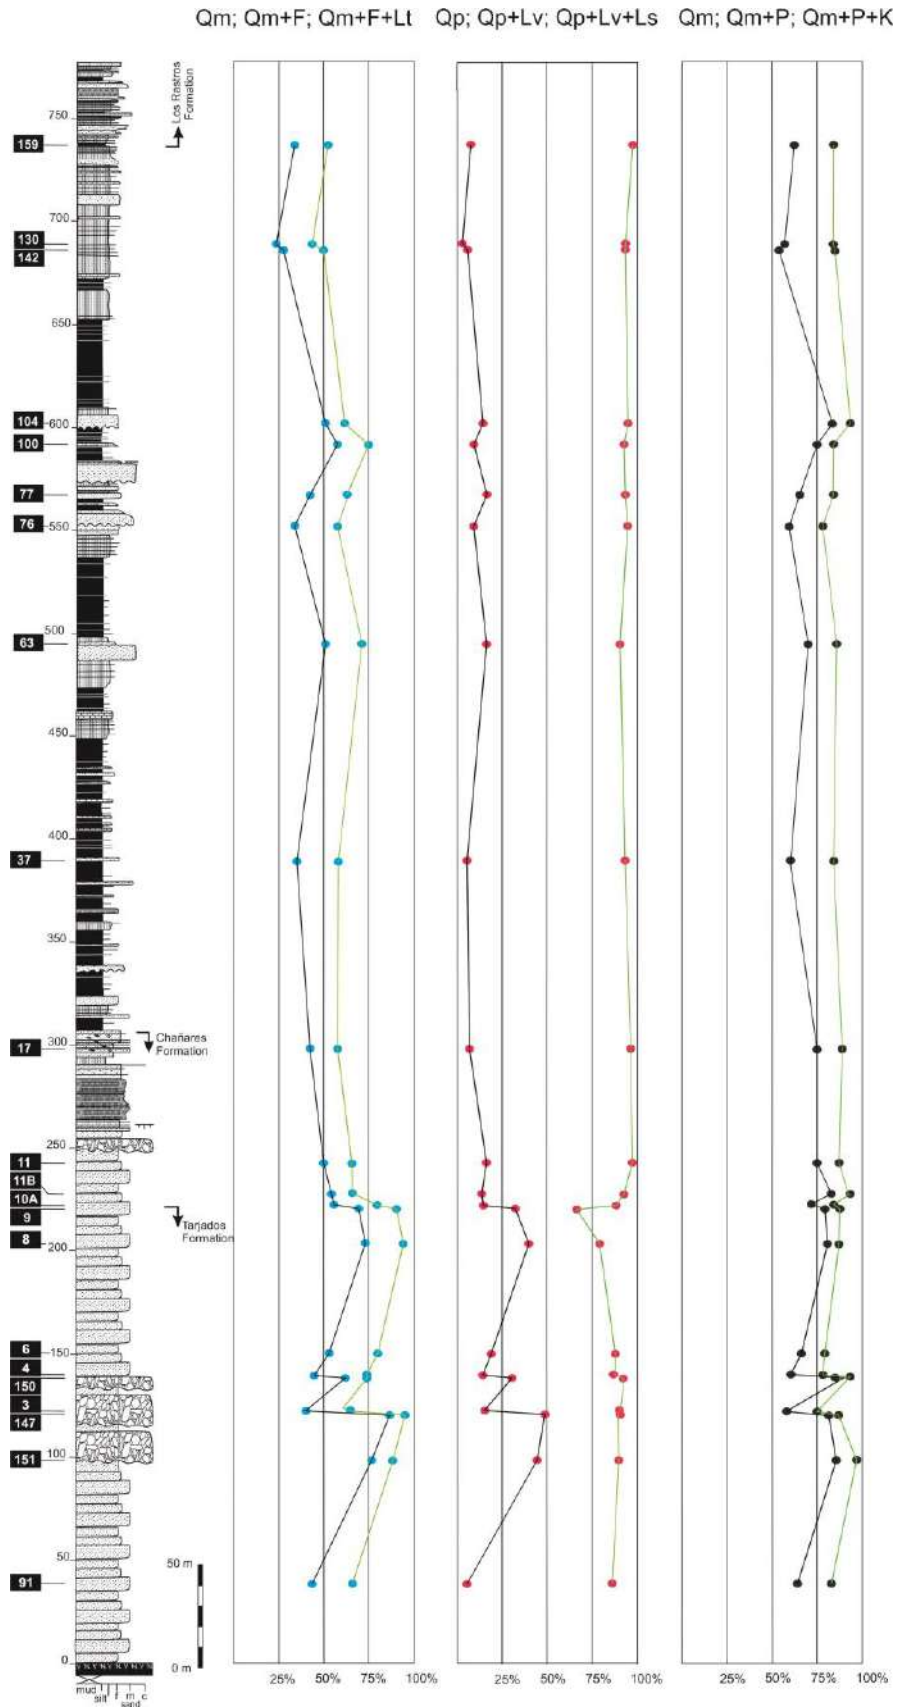 Qm; Qm+F; Qm+F+Lt
Qp; Qp+Lv; Qp+Lv+Ls
Qm; Qm+P; Qm+P+K
Los Rastros
Formation
750
159
700
130
142
650
104
600
100
77
76
550
500
63
450
400
37
350
300
17
Chañares
Formation
250
11
11B
10A
9
Tarjados
Formation
8
200
6
150
4
150
3
147
151
100
50
50 m
91
0
0 m
25% 50% 75% 100%
25% 50% 75% 100%
25% 50% 75% 100%
mud
silt
f m c
sand